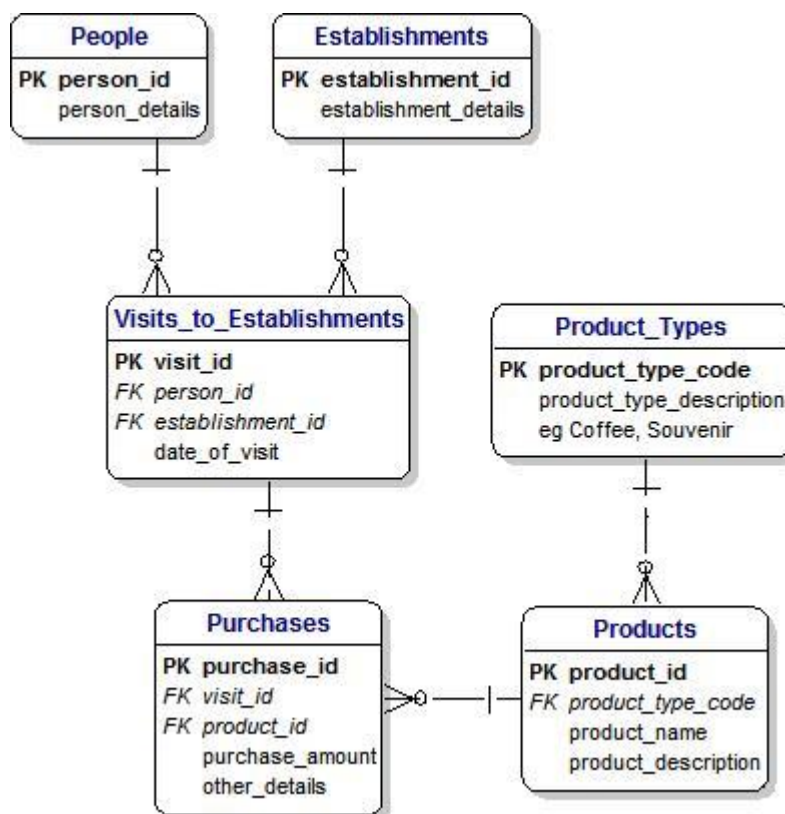 People
PK person_id
person_details
Establishments
PK establishment_id
establishment_details
Visits_to_Establishments
PK visit_id
FK person_id
FK establishment_id
date_of_visit
Product_Types
PK product_type_code
product_type_description
eg Coffee, Souvenir
Purchases
PK purchase_id
FK visit_id
FK product_id
purchase_amount
other_details
Products
PK product_id
FK product_type_code
product_name
product_description